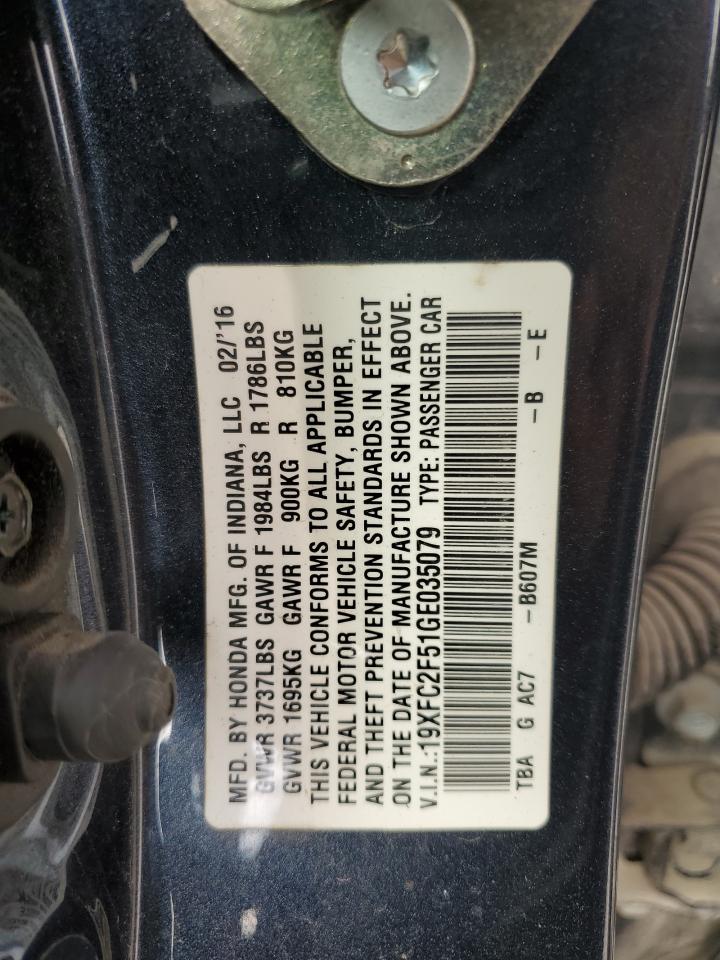 MFD. BY HONDA MFG. OF INDIANA, LLC 02/'16
GVWR 3737LBS GAWR F 1984LBS R 1786LBS
GVWR 1695KG GAWR F 900KG R 810KG
THIS VEHICLE CONFORMS TO ALL APPLICABLE
FEDERAL MOTOR VEHICLE SAFETY, BUMPER,
AND THEFT PREVENTION STANDARDS IN EFFECT
ON THE DATE OF MANUFACTURE SHOWN ABOVE.
V.I.N.:19XFC2F51GE035079 TYPE: PASSENGER CAR
TBA G AC7 -B607M -B -E